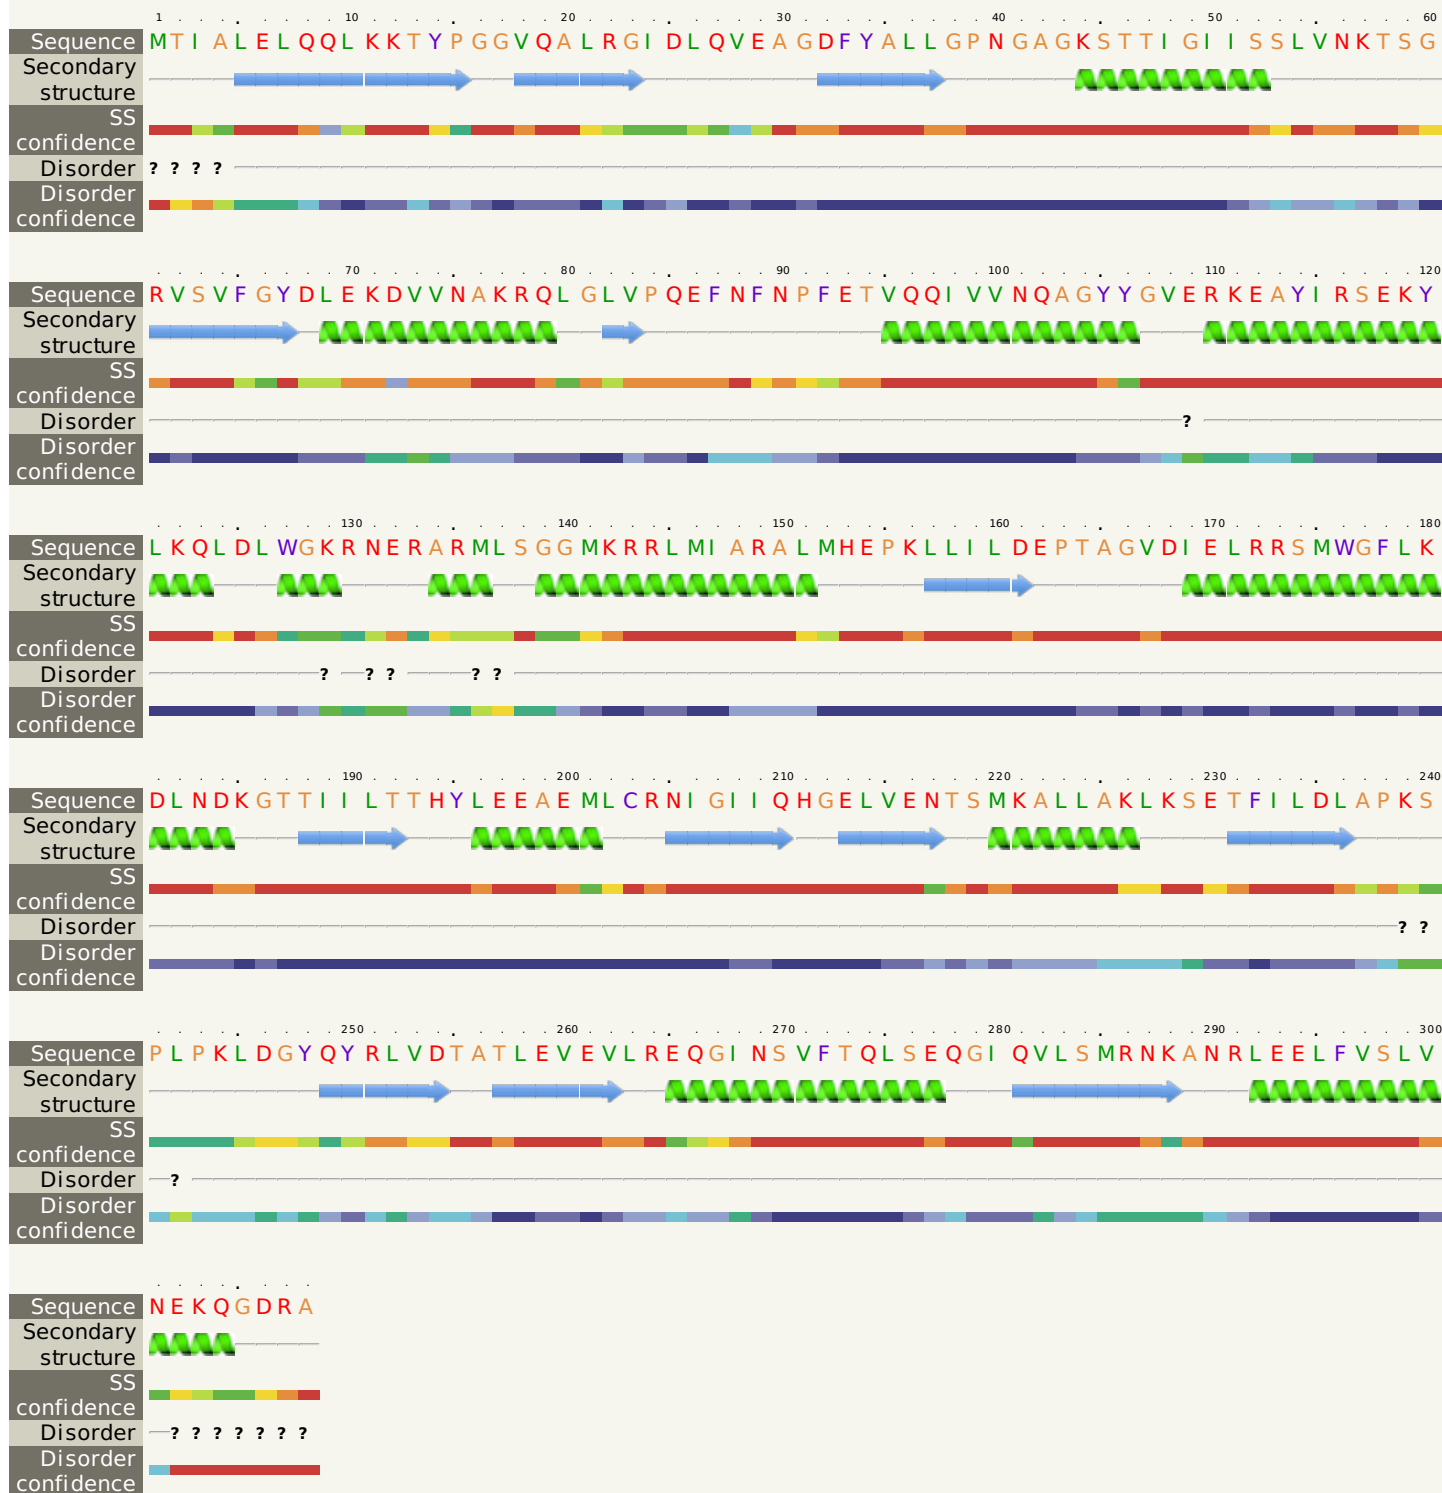 1 . . . . 10 . . . . 20 . . . . 30 . . . . 40 . . . . 50 . . . . 60
Sequence MTIALELQQLKKTYPGGVQALRGIDLQVEAGDFYALLGPNGAGKSTTIGIISSLVNKTSG
Secondary
structure
SS
confidence
Disorder ? ? ? ?
Disorder
confidence
. . . . 70 . . . . 80 . . . . 90 . . . . 100 . . . . 110 . . . . 120
Sequence RVSVFGYDLEKDVVNAKRQLGLVPQEFNFNPFETVQQIVVNQAGYYGVERKEAYIRSEKY
Secondary
structure
SS
confidence
Disorder ?
Disorder
confidence
. . . . 130 . . . . 140 . . . . 150 . . . . 160 . . . . 170 . . . . 180
Sequence LKQLDLWGKRNERARMLSGGMKRRLMIARALMHEPKLLILDEPTAGVDIELRRSMWGFLK
Secondary
structure
SS
confidence
Disorder ? ? ? ? ?
Disorder
confidence
. . . . 190 . . . . 200 . . . . 210 . . . . 220 . . . . 230 . . . . 240
Sequence DLNDKGTTIILTTHYLEEAEMLCRNIGIIQHGELVENTSMKALLAKLKSETFILDLAPKS
Secondary
structure
SS
confidence
Disorder ? ?
Disorder
confidence
. . . . 250 . . . . 260 . . . . 270 . . . . 280 . . . . 290 . . . . 300
Sequence PLPKLDGYQYRLVDTATLEVEVLREQGINSVFTQLSEQGIQVLSMRNKANRLEELFVSLV
Secondary
structure
SS
confidence
Disorder ?
Disorder
confidence
. . . . . . . .
Sequence NEKQGDRA
Secondary
structure
SS
confidence
Disorder ? ? ? ? ? ? ?
Disorder
confidence